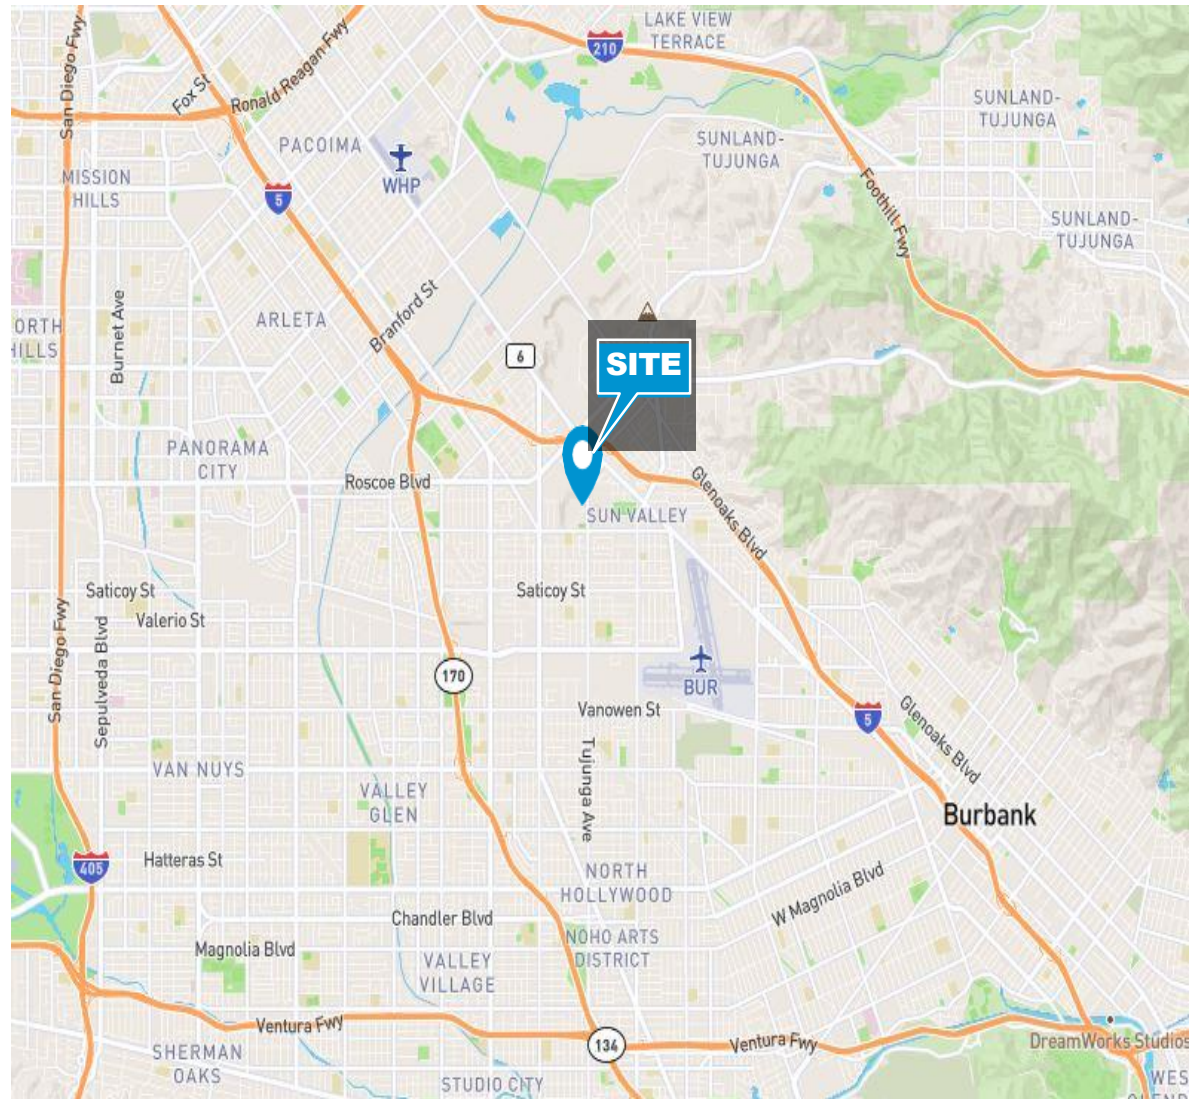 LAKE VIEW
TERRACE
210
San Diego Fwy
Fox St
Ronald Reagan Fwy
SUNLAND-
TUJUNGA
PACOIMA
SUNLAND-
TUJUNGA
WHP
MISSION
HILLS
5
Foothill Fwy
SUNLAND-
TUJUNGA
Burnet Ave
Branford St
ARLETA
ORTH
HILLS
6
SITE
PANORAMA
CITY
Roscoe Blvd
Glenoaks Blvd
SUN VALLEY
Saticoy St
Saticoy St
Valerio St
San Diego Fwy
Sepulveda Blvd
170
BUR
Vanowen St
5
Glenoaks Blvd
Tujunga Ave
VAN NUYS
VALLEY
GLEN
Burbank
405
Hatteras St
NORTH
HOLLYWOOD
W Magnolia Blvd
Chandler Blvd
Magnolia Blvd
NOHO ARTS
DISTRICT
VALLEY
VILLAGE
Ventura Fwy
134
Ventura Fwy
DreamWorks Studios
SHERMAN
OAKS
STUDIO CITY
WES